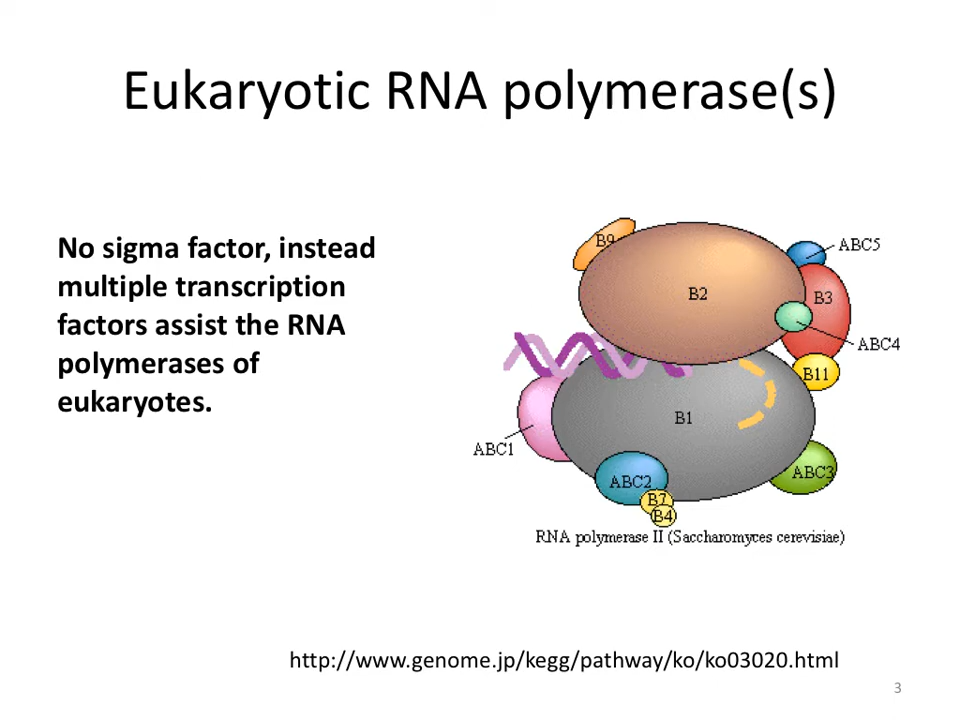 Eukaryotic RNA polymerase(s)
No sigma factor, instead
multiple transcription
factors assist the RNA
polymerases of
eukaryotes.
B9
ABC5
B2
B3
ABC4
B11
B1
ABC1
ABC3
ABC2
B7
B4
RNA polymerase II (Saccharomyces cerevisiae)
http://www.genome.jp/kegg/pathway/ko/ko03020.html
3